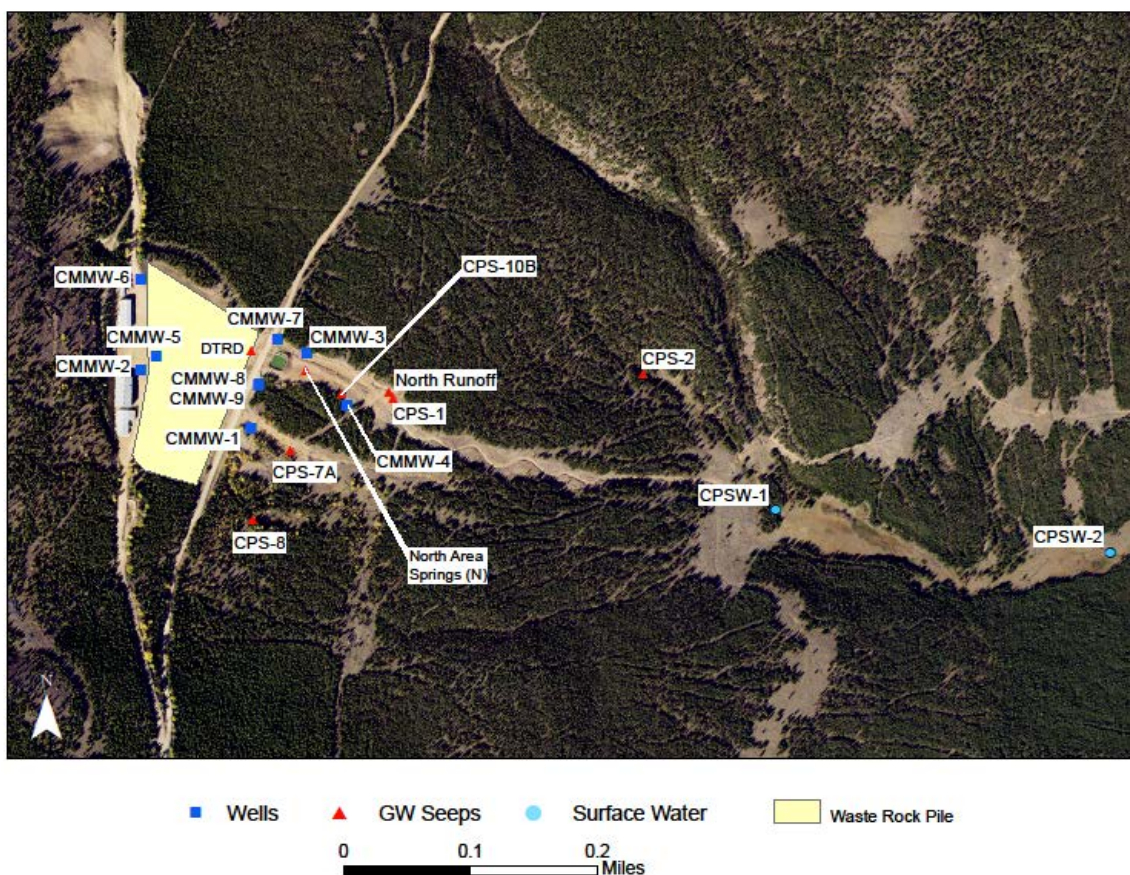 CMMW-6
CPS-10B
CMMW-7
CMMW-5
CMMW-3
DTRD
CMMW-2
CPS-2
North Runoff
CMMW-8
CMMW-9
CPS-1
CMMW-1
CMMW-4
CPS-7A
CPSW-1
CPS-8
CPSW-2
North Area
Springs (N)
N
Wells
GW Seeps
Surface Water
Waste Rock Pile
0 0.1 0.2
Miles